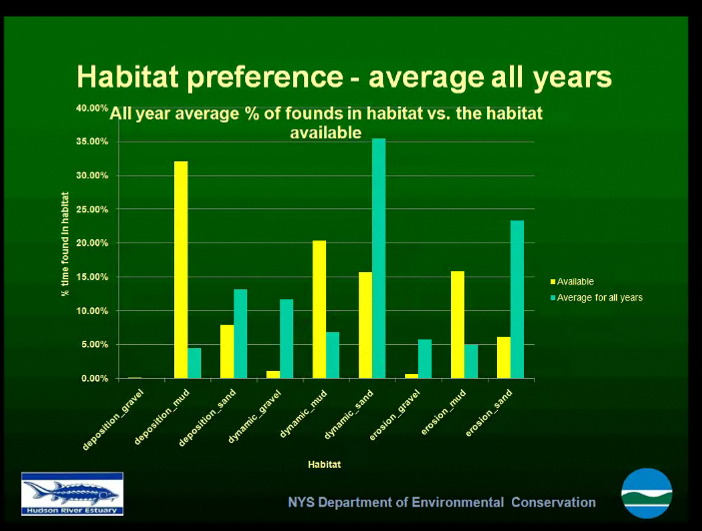 Habitat preference - average all years
All year average % of founds in habitat vs. the habitat
available
40.00%
35.00%
30.00%
25.00%
20.00%
15.00%
10.00%
5.00%
0.00%
% time found in habitat
deposition_gravel
deposition_mud
deposition_sand
dynamic_gravel
dynamic_mud
dynamic_sand
erosion_gravel
erosion_mud
erosion_sand
Habitat
Available
Average for all years
Hudson River Estuary
NYS Department of Environmental Conservation